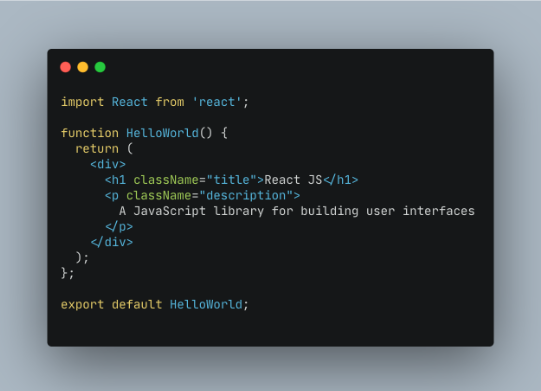 import React from 'react';
function HelloWorld() {
  return (
    <div>
      <h1 className="title">React JS</h1>
      <p className="description">
        A JavaScript library for building user interfaces
      </p>
    </div>
  );
};
export default HelloWorld;